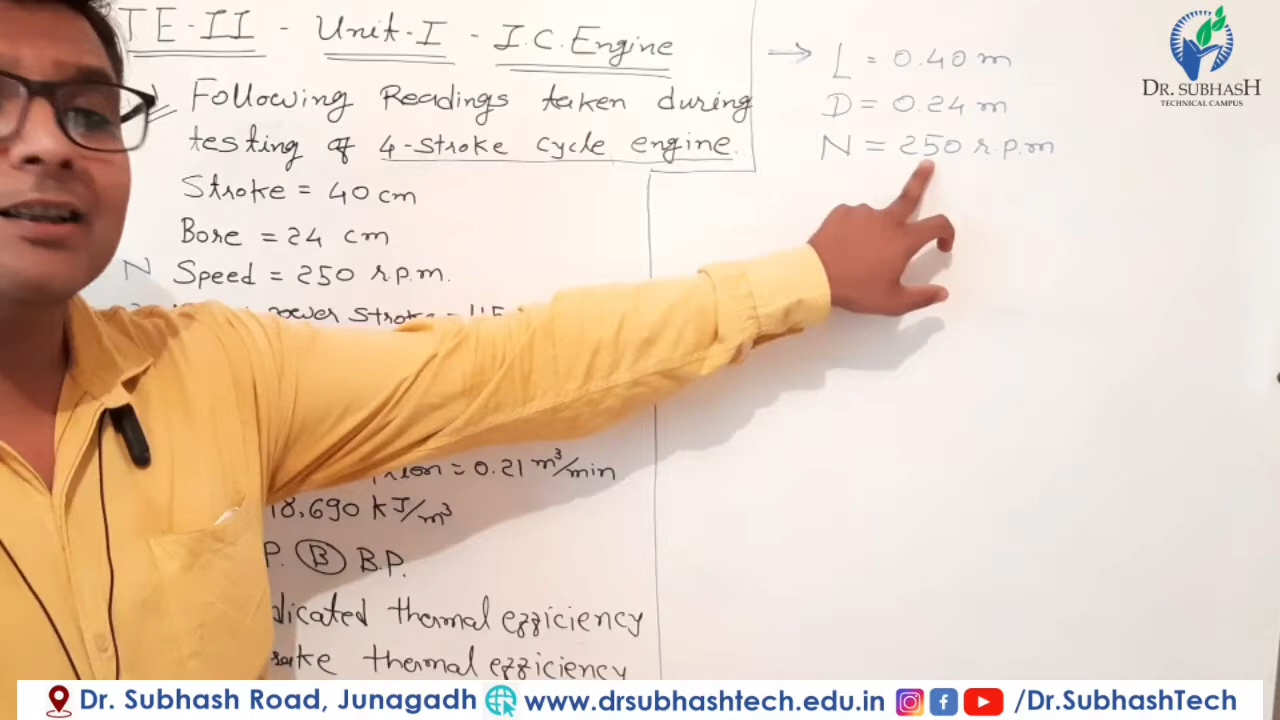 TE-II - Unit-I - I.C. Engine
Following Readings taken during
testing of 4-stroke cycle engine.
Stroke = 40 cm
Bore = 24 cm
N Speed = 250 r.p.m.
power Stroke
= 0.21 m³/min
18,690 kJ/m³
P. (B) B.P.
thermal efficiency
thermal efficiency
→ L = 0.40 m
D = 0.24 m
N = 250 r.p.m
DR. SUBHASH
TECHNICAL CAMPUS
Dr. Subhash Road, Junagadh www.drsubhashtech.edu.in /Dr.SubhashTech